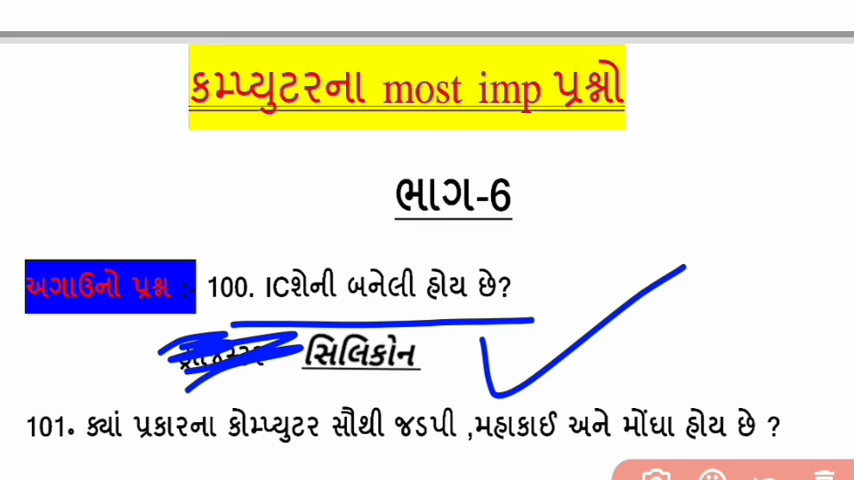 કમ્પ્યુટરના most imp પ્રશ્નો
ભાગ-6
અગાઉનો પ્રશ્ન :- 100. ICશેની બનેલી હોય છે?
સિલિકોન
101. ક્યાં પ્રકારના કોમ્પ્યુટર સૌથી જડપી ,મહાકાઈ અને મોંઘા હોય છે ?